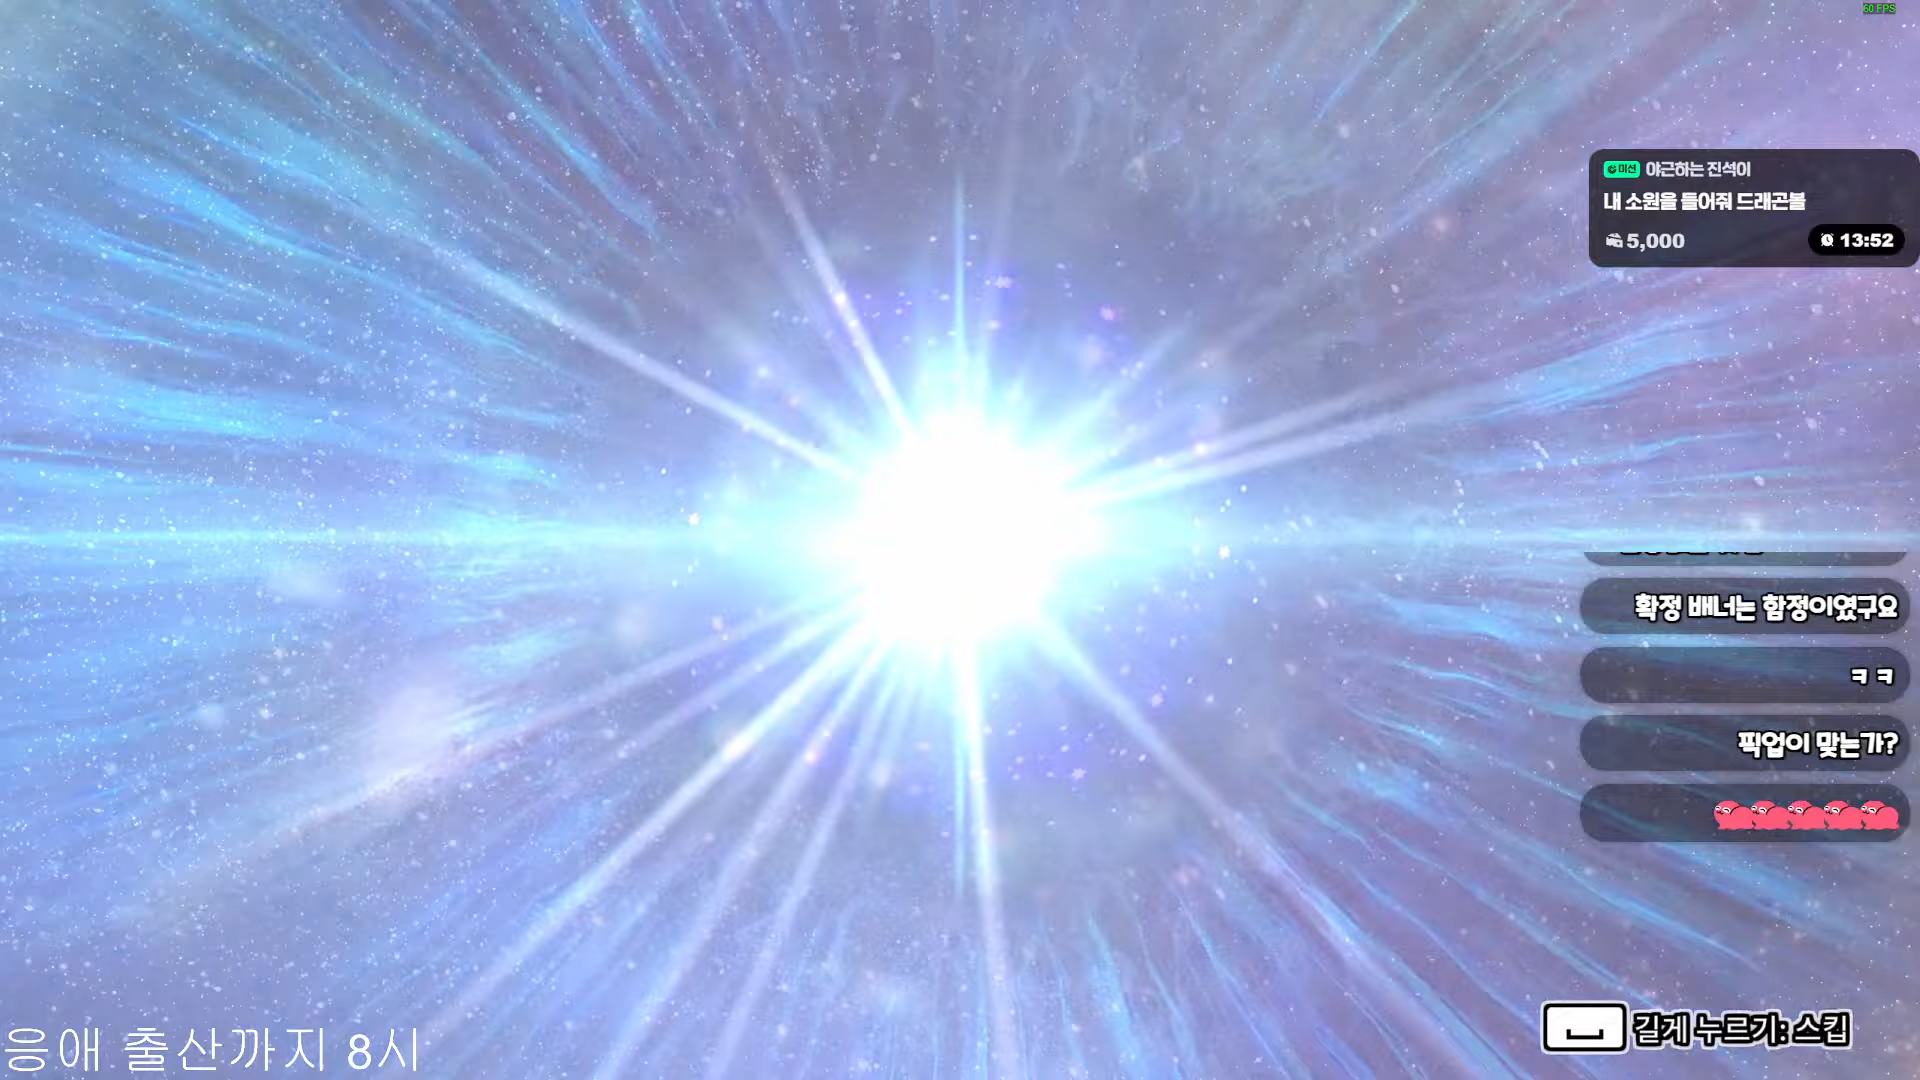 60 FPS
미션 야근하는 진석이
내 소원을 들어줘 드래곤볼
5,000
13:52
확정 배너는 함정이였구요
ㅋㅋ
픽업이 맞는가?
길게 누르기: 스킵
응애 출산까지 8시